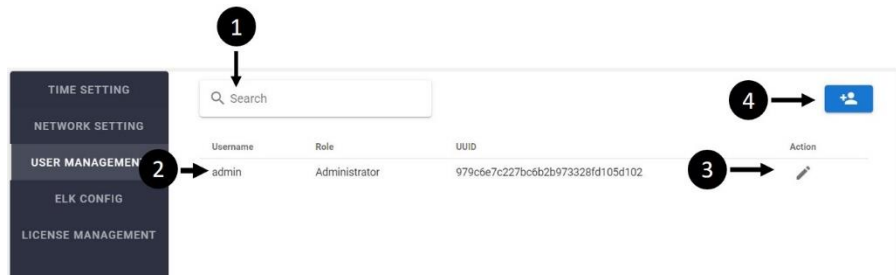 1
TIME SETTING
Search
4
NETWORK SETTING
Username Role UUID Action
USER MANAGEMENT
2 admin Administrator 979c6e7c227bc6b2b973328fd105d102 3
ELK CONFIG
LICENSE MANAGEMENT